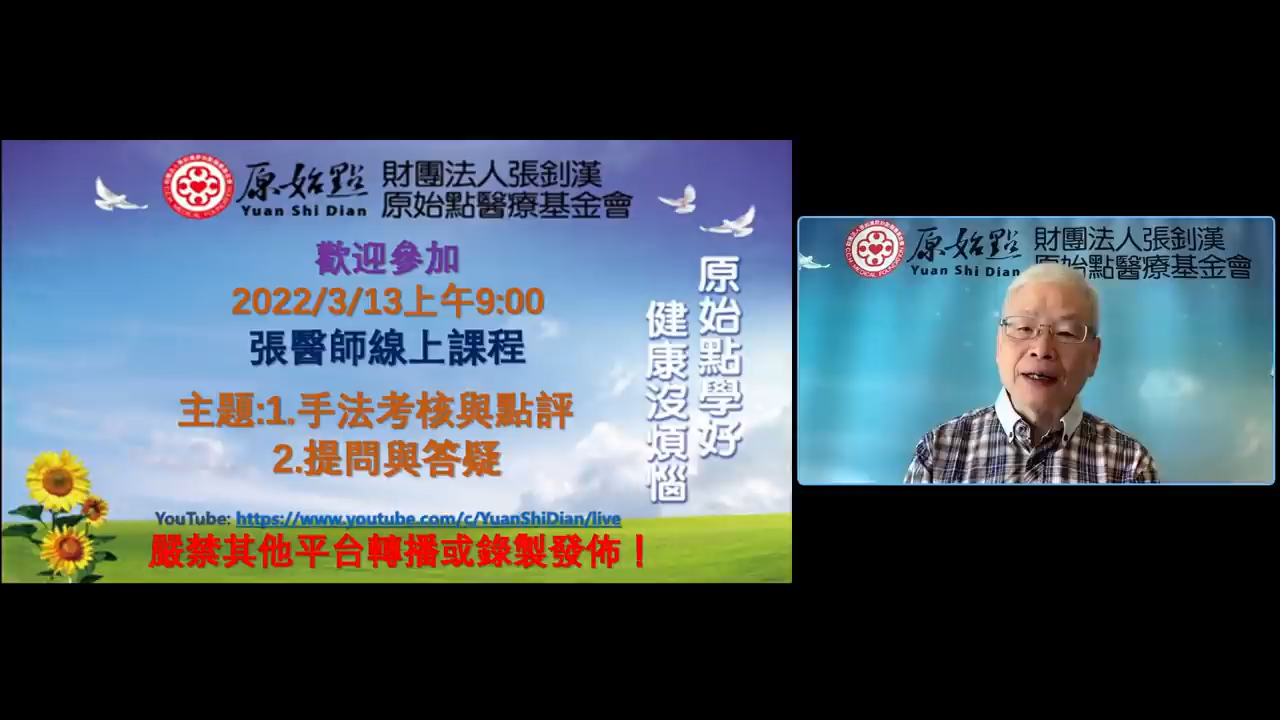 原始點
Yuan Shi Dian
財團法人張釗漢
原始點醫療基金會
歡迎參加
2022/3/13上午9:00
張醫師線上課程
主題:1.手法考核與點評
2.提問與答疑
原始點學好
健康沒煩惱
YouTube: https://www.youtube.com/c/YuanShiDian/live
嚴禁其他平台轉播或錄製發佈！
原始點
Yuan Shi Dian
財團法人張釗漢
原始點醫療基金會